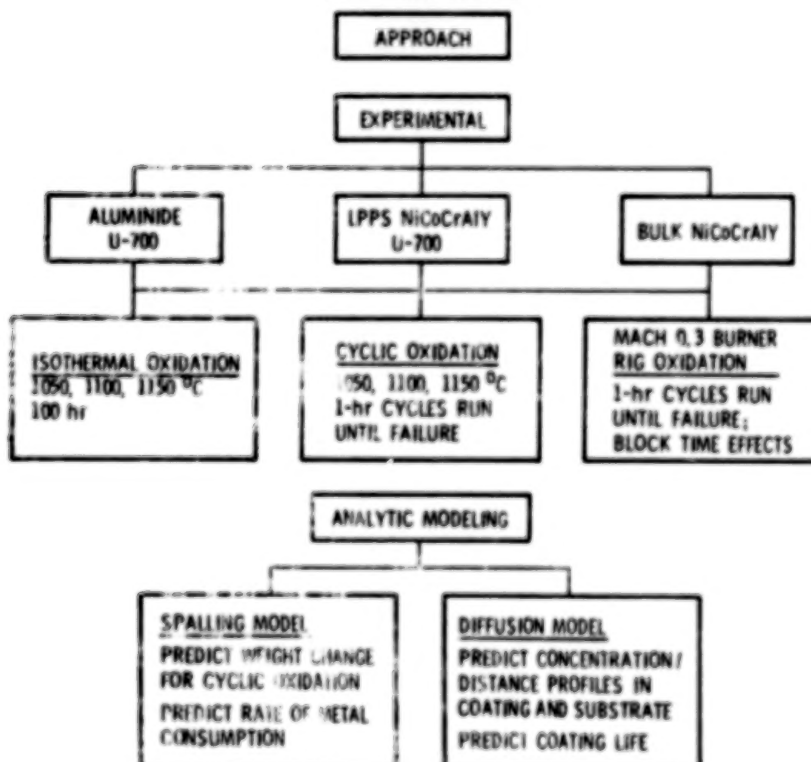 APPROACH
EXPERIMENTAL
ALUMINIDE
U-700
LPPS NiCoCrAlY
U-700
BULK NiCoCrAlY
ISOTHERMAL OXIDATION
1050, 1100, 1150 °C
100 hr
CYCLIC OXIDATION
1050, 1100, 1150 °C
1-hr CYCLES RUN
UNTIL FAILURE
MACH 0.3 BURNER
RIG OXIDATION
1-hr CYCLES RUN
UNTIL FAILURE;
BLOCK TIME EFFECTS
ANALYTIC MODELING
SPALLING MODEL
PREDICT WEIGHT CHANGE
FOR CYCLIC OXIDATION
PREDICT RATE OF METAL
CONSUMPTION
DIFFUSION MODEL
PREDICT CONCENTRATION/
DISTANCE PROFILES IN
COATING AND SUBSTRATE
PREDICT COATING LIFE